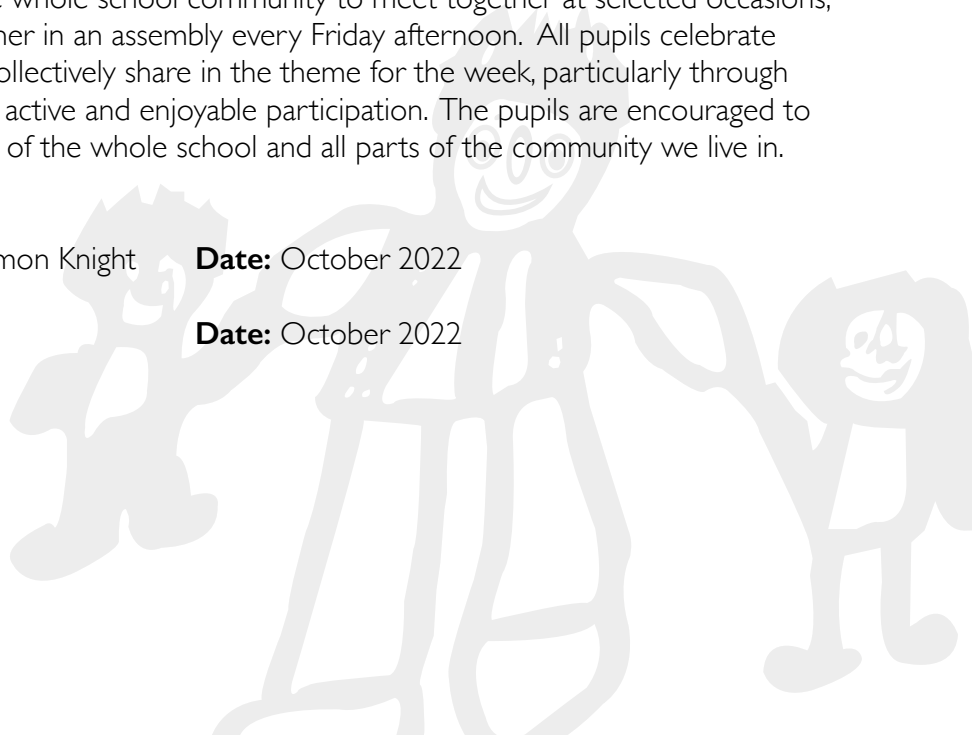 whole school community to meet together at selected occasions,
her in an assembly every Friday afternoon. All pupils celebrate
ollectively share in the theme for the week, particularly through
active and enjoyable participation. The pupils are encouraged to
of the whole school and all parts of the community we live in.
mon Knight Date: October 2022
Date: October 2022